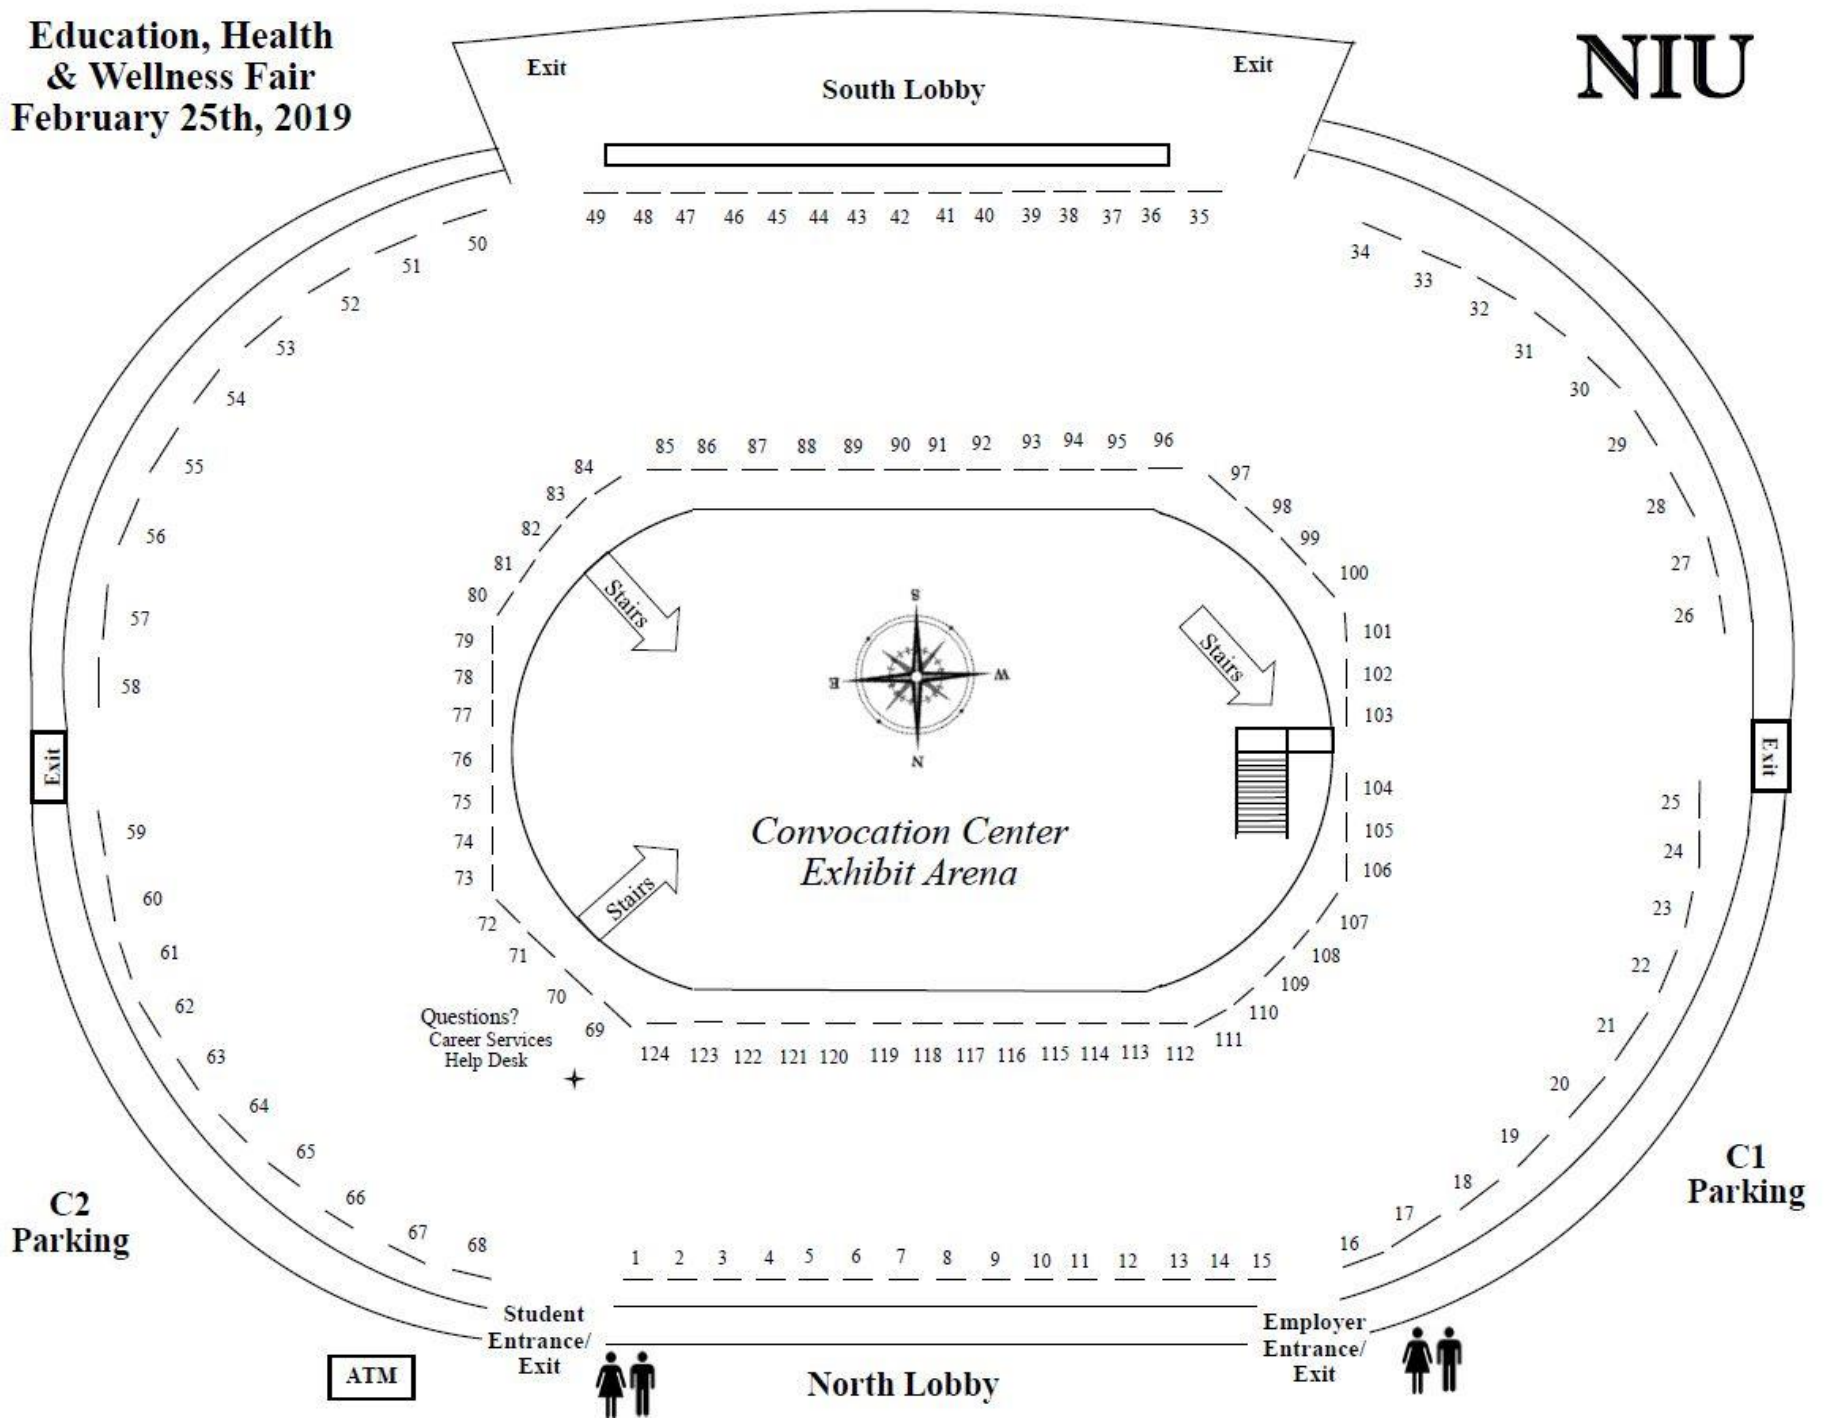 Education, Health
& Wellness Fair
February 25th, 2019
NIU
Exit
South Lobby
Exit
49 48 47 46 45 44 43 42 41 40 39 38 37 36 35
50
51
52
53
54
55
56
57
58
34
33
32
31
30
29
28
27
26
85 86 87 88 89 90 91 92 93 94 95 96
84
83
82
81
80
79
78
77
76
75
74
73
72
71
70
69
97
98
99
100
101
102
103
104
105
106
107
108
109
110
111
Stairs
Stairs
Stairs
S
E
W
N
Convocation Center
Exhibit Arena
Exit
Exit
59
60
61
62
63
64
65
66
67
68
25
24
23
22
21
20
19
18
17
16
Questions?
Career Services
Help Desk
124 123 122 121 120 119 118 117 116 115 114 113 112
C2
Parking
C1
Parking
1 2 3 4 5 6 7 8 9 10 11 12 13 14 15
Student
Entrance/
Exit
Employer
Entrance/
Exit
ATM
North Lobby